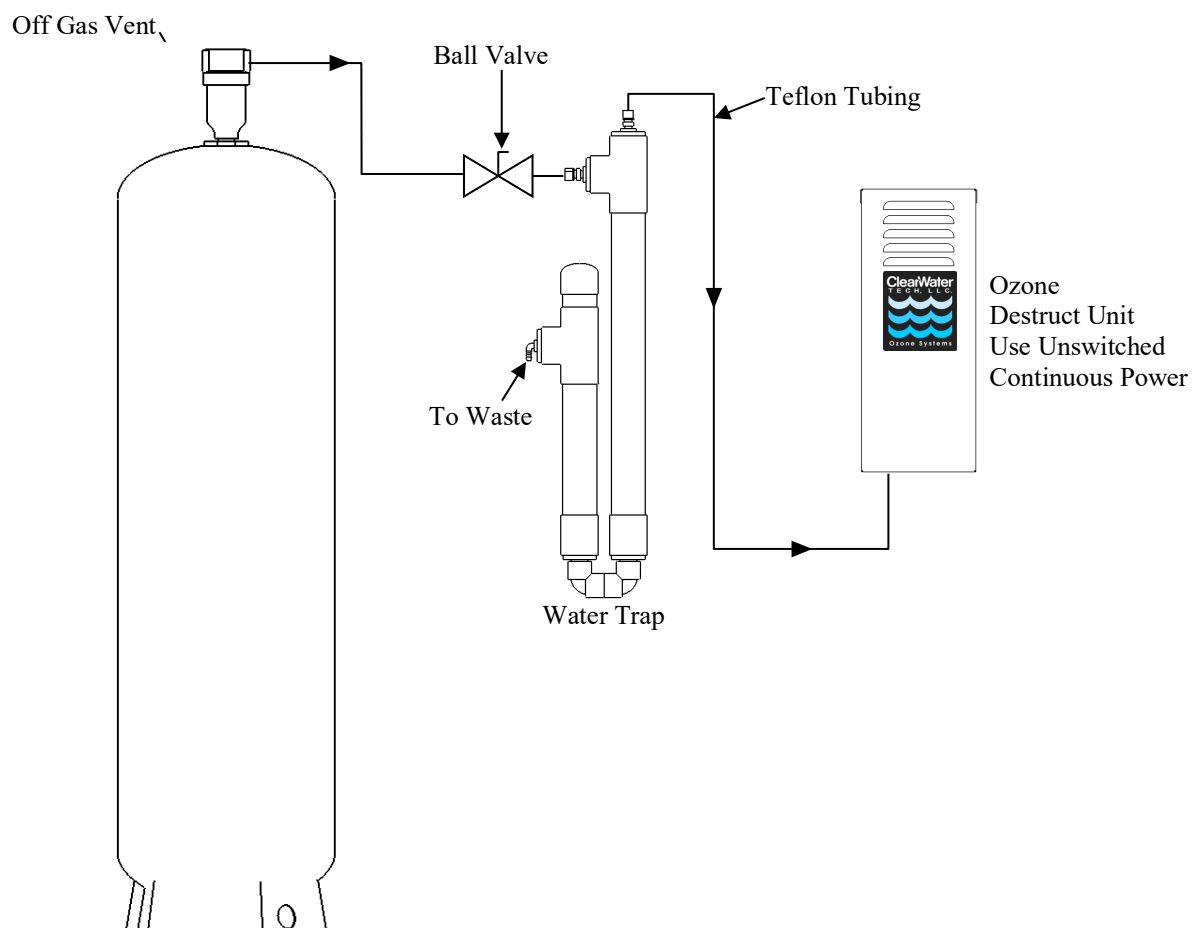 Off Gas Vent
Ball Valve
Teflon Tubing
ClearWater
TECH, LLC.
Ozone Systems
Ozone
Destruct Unit
Use Unswitched
Continuous Power
To Waste
Water Trap